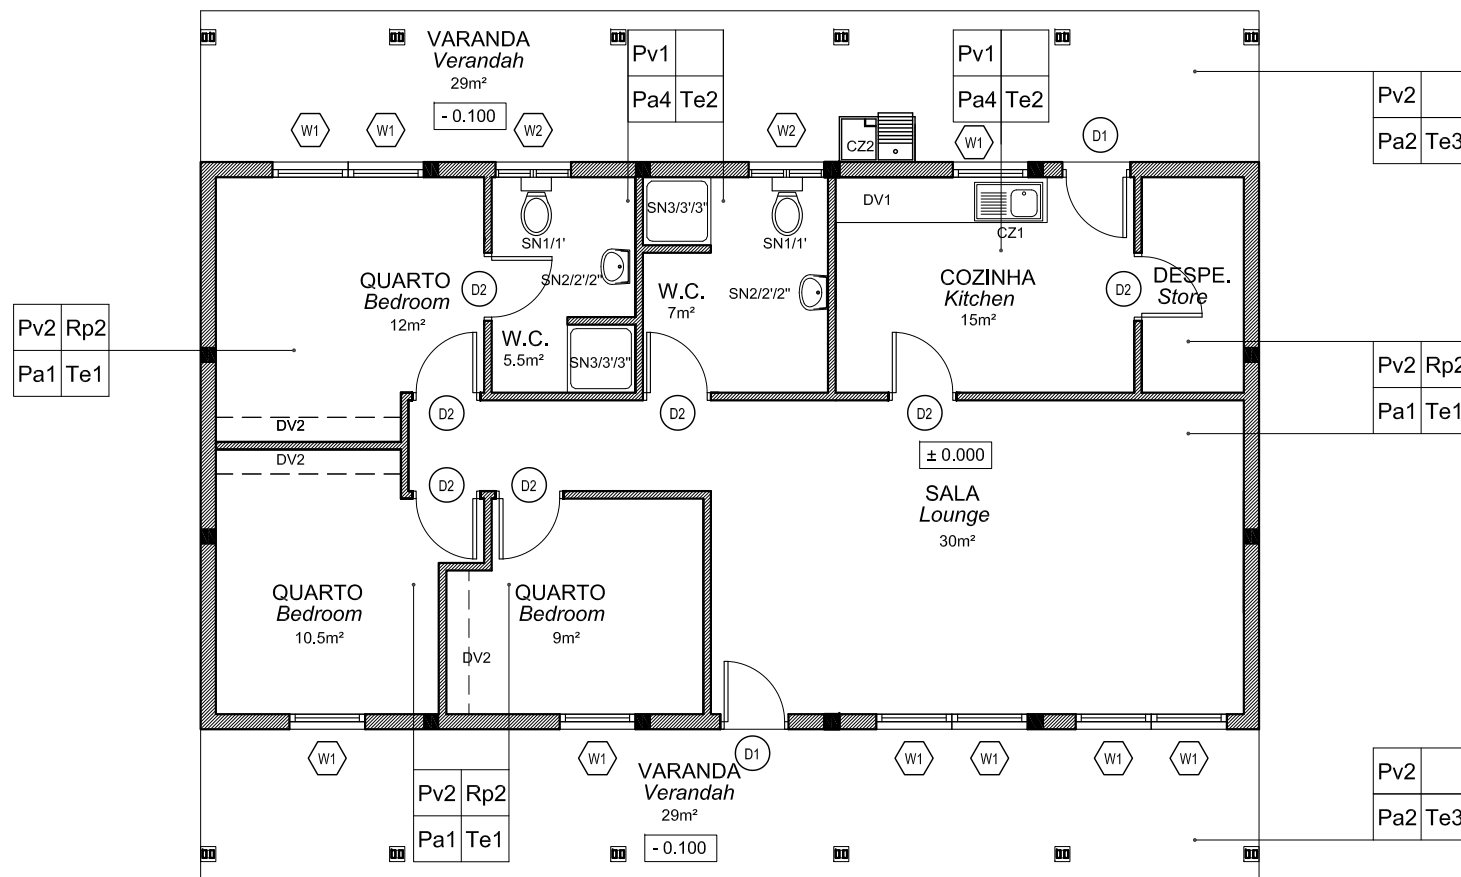 VARANDA
Verandah
29m²
- 0.100
Pv1
Pa4 Te2
Pv1
Pa4 Te2
Pv2
Pa2 Te3
W1
W1
W2
W2
CZ2
W1
D1
SN3/3'/3"
DV1
CZ1
SN1/1'
SN1/1'
QUARTO
Bedroom
12m²
D2
SN2/2'/2"
W.C.
7m²
SN2/2'/2"
COZINHA
Kitchen
15m²
D2
DESPE.
Store
Pv2 Rp2
Pa1 Te1
W.C.
5.5m²
SN3/3'/3"
Pv2 Rp2
Pa1 Te1
DV2
D2
D2
D2
DV2
D2
D2
± 0.000
SALA
Lounge
30m²
QUARTO
Bedroom
10.5m²
QUARTO
Bedroom
9m²
DV2
W1
W1
D1
W1
W1
W1
W1
VARANDA
Verandah
29m²
- 0.100
Pv2 Rp2
Pa1 Te1
Pv2
Pa2 Te3